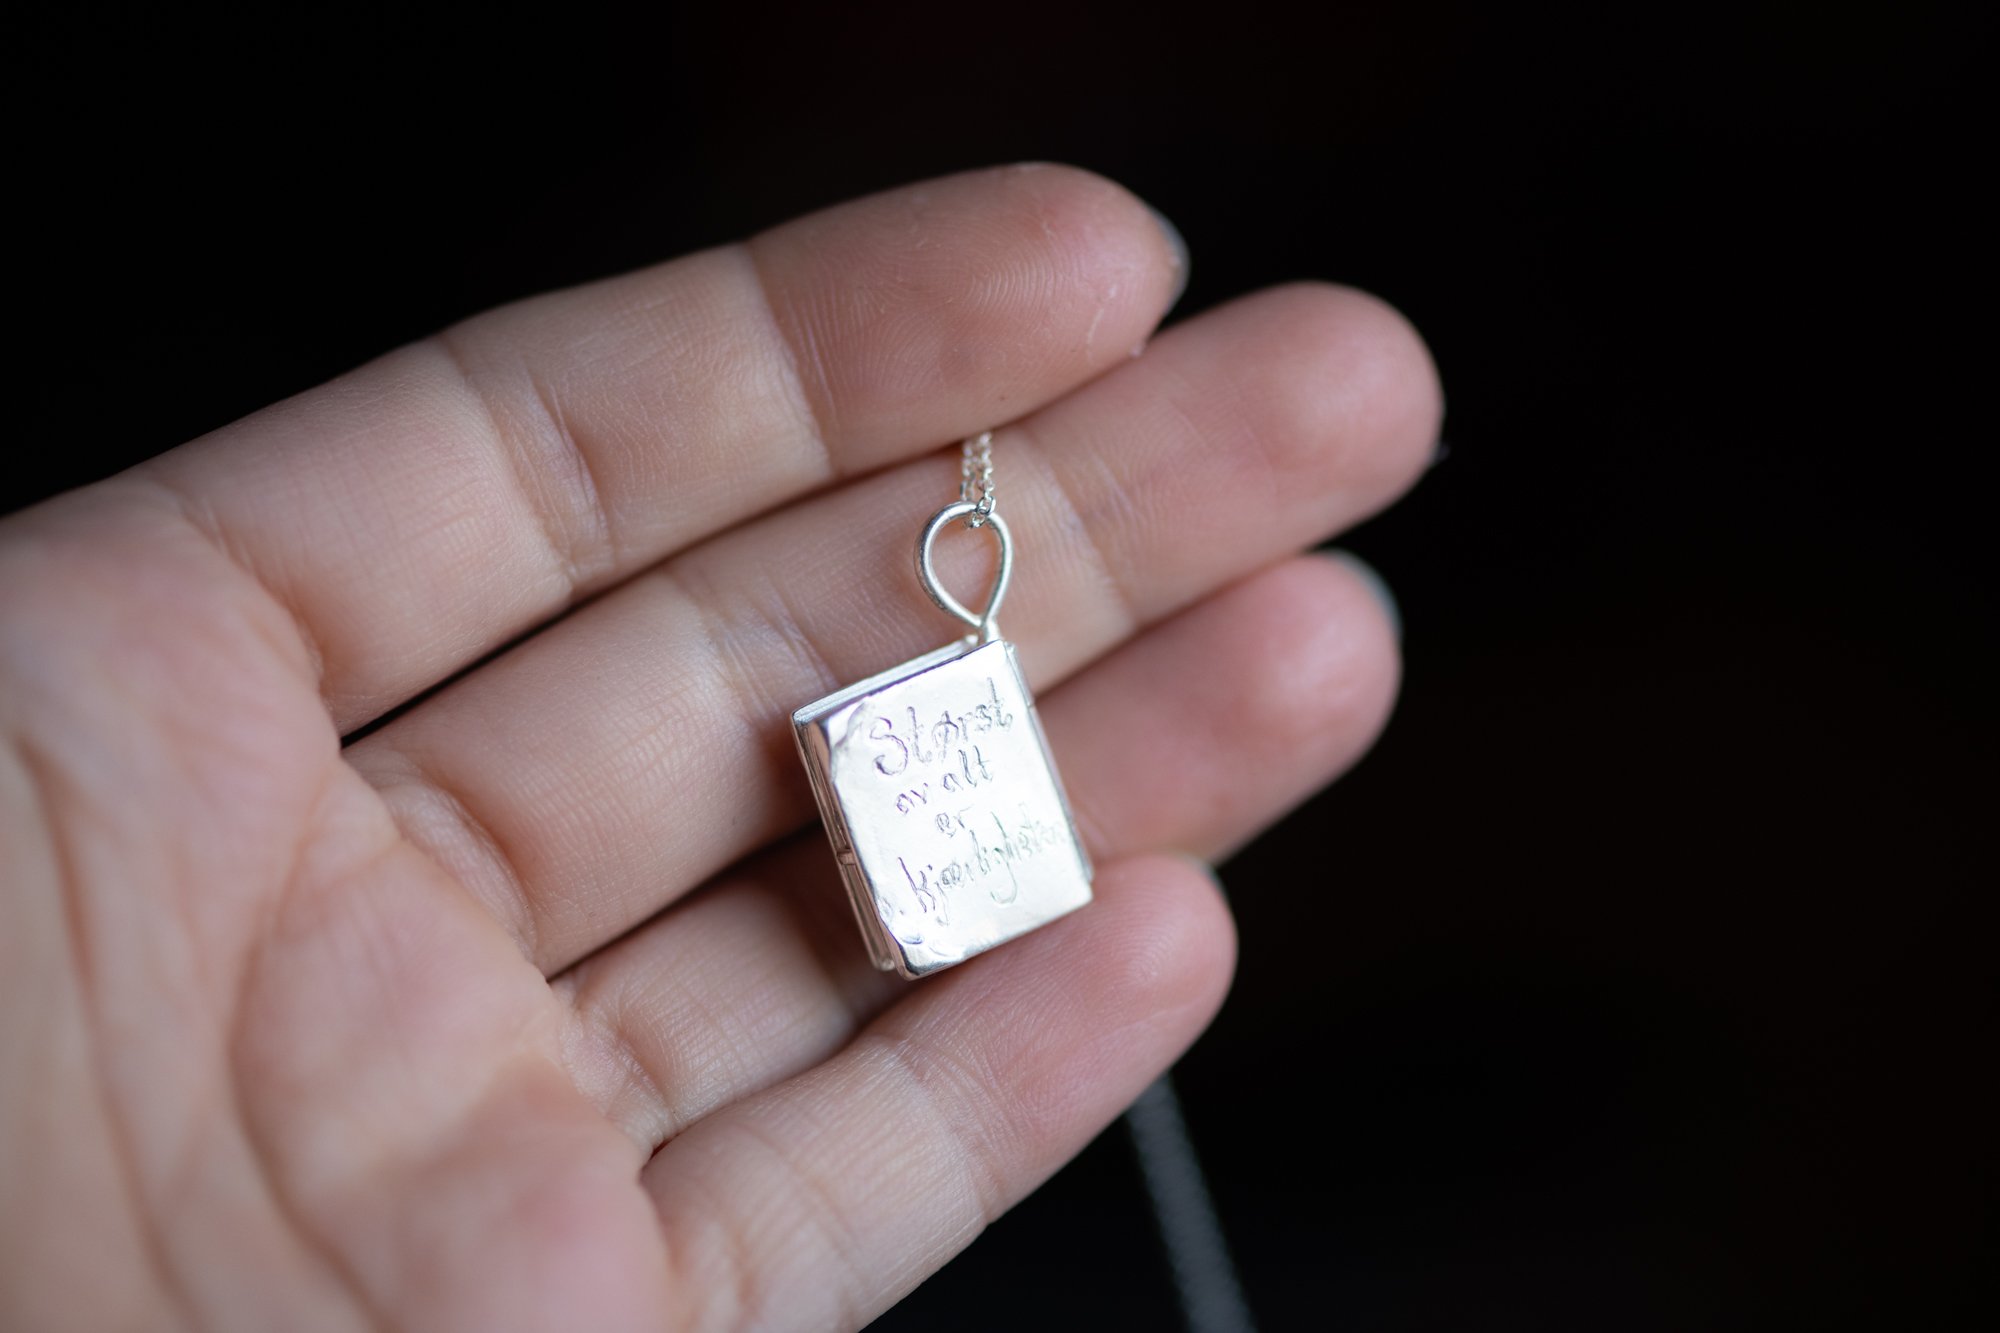 Størst
av alt
er
kjærligheten